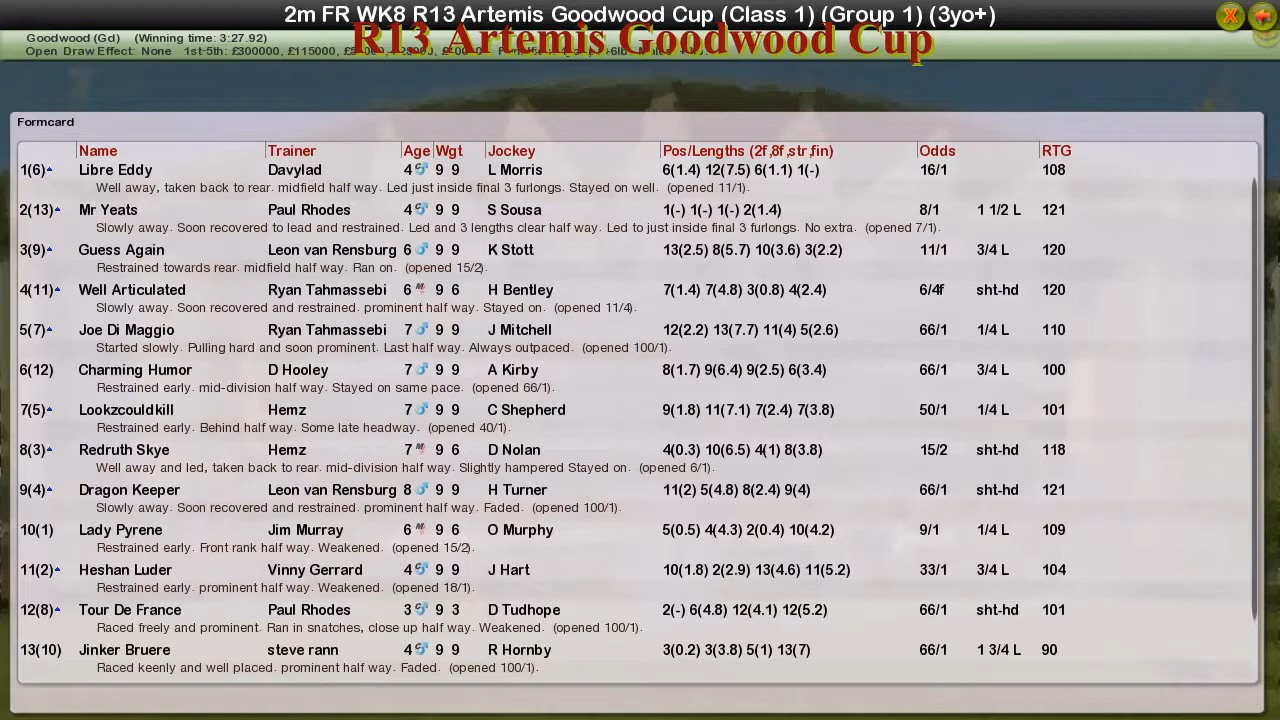 2m FR WK8 R13 Artemis Goodwood Cup (Class 1) (Group 1) (3yo+)
R13 Artemis Goodwood Cup
Goodwood (Gd) (Winning time: 3:27.92)
Open Draw Effect: None 1st-5th: £300000, £115000,
Formcard
Name Trainer Age Wgt Jockey Pos/Lengths (2f,8f,str,fin) Odds RTG
1(6) Libre Eddy Davylad 4 9 9 L Morris 6(1.4) 12(7.5) 6(1.1) 1(-) 16/1 108
Well away, taken back to rear. midfield half way. Led just inside final 3 furlongs. Stayed on well. (opened 11/1).
2(13) Mr Yeats Paul Rhodes 4 9 9 S Sousa 1(-) 1(-) 1(-) 2(1.4) 8/1 1 1/2 L 121
Slowly away. Soon recovered to lead and restrained. Led and 3 lengths clear half way. Led to just inside final 3 furlongs. No extra. (opened 7/1).
3(9) Guess Again Leon van Rensburg 6 9 9 K Stott 13(2.5) 8(5.7) 10(3.6) 3(2.2) 11/1 3/4 L 120
Restrained towards rear. midfield half way. Ran on. (opened 15/2).
4(11) Well Articulated Ryan Tahmassebi 6 9 6 H Bentley 7(1.4) 7(4.8) 3(0.8) 4(2.4) 6/4f sht-hd 120
Slowly away. Soon recovered and restrained. prominent half way. Stayed on. (opened 11/4).
5(7) Joe Di Maggio Ryan Tahmassebi 7 9 9 J Mitchell 12(2.2) 13(7.7) 11(4) 5(2.6) 66/1 1/4 L 110
Started slowly. Pulling hard and soon prominent. Last half way. Always outpaced. (opened 100/1).
6(12) Charming Humor D Hooley 7 9 9 A Kirby 8(1.7) 9(6.4) 9(2.5) 6(3.4) 66/1 3/4 L 100
Restrained early. mid-division half way. Stayed on same pace. (opened 66/1).
7(5) Lookzcouldkill Hemz 7 9 9 C Shepherd 9(1.8) 11(7.1) 7(2.4) 7(3.8) 50/1 1/4 L 101
Restrained early. Behind half way. Some late headway. (opened 40/1).
8(3) Redruth Skye Hemz 7 9 6 D Nolan 4(0.3) 10(6.5) 4(1) 8(3.8) 15/2 sht-hd 118
Well away and led, taken back to rear. mid-division half way. Slightly hampered Stayed on. (opened 6/1).
9(4) Dragon Keeper Leon van Rensburg 8 9 9 H Turner 11(2) 5(4.8) 8(2.4) 9(4) 66/1 sht-hd 121
Slowly away. Soon recovered and restrained. prominent half way. Faded. (opened 100/1).
10(1) Lady Pyrene Jim Murray 6 9 6 O Murphy 5(0.5) 4(4.3) 2(0.4) 10(4.2) 9/1 1/4 L 109
Restrained early. Front rank half way. Weakened. (opened 15/2).
11(2) Heshan Luder Vinny Gerrard 4 9 9 J Hart 10(1.8) 2(2.9) 13(4.6) 11(5.2) 33/1 3/4 L 104
Restrained early. prominent half way. Weakened. (opened 18/1).
12(8) Tour De France Paul Rhodes 3 9 3 D Tudhope 2(-) 6(4.8) 12(4.1) 12(5.2) 66/1 sht-hd 101
Raced freely and prominent. Ran in snatches, close up half way. Weakened. (opened 100/1).
13(10) Jinker Bruere steve rann 4 9 9 R Hornby 3(0.2) 3(3.8) 5(1) 13(7) 66/1 1 3/4 L 90
Raced keenly and well placed. prominent half way. Faded. (opened 100/1).